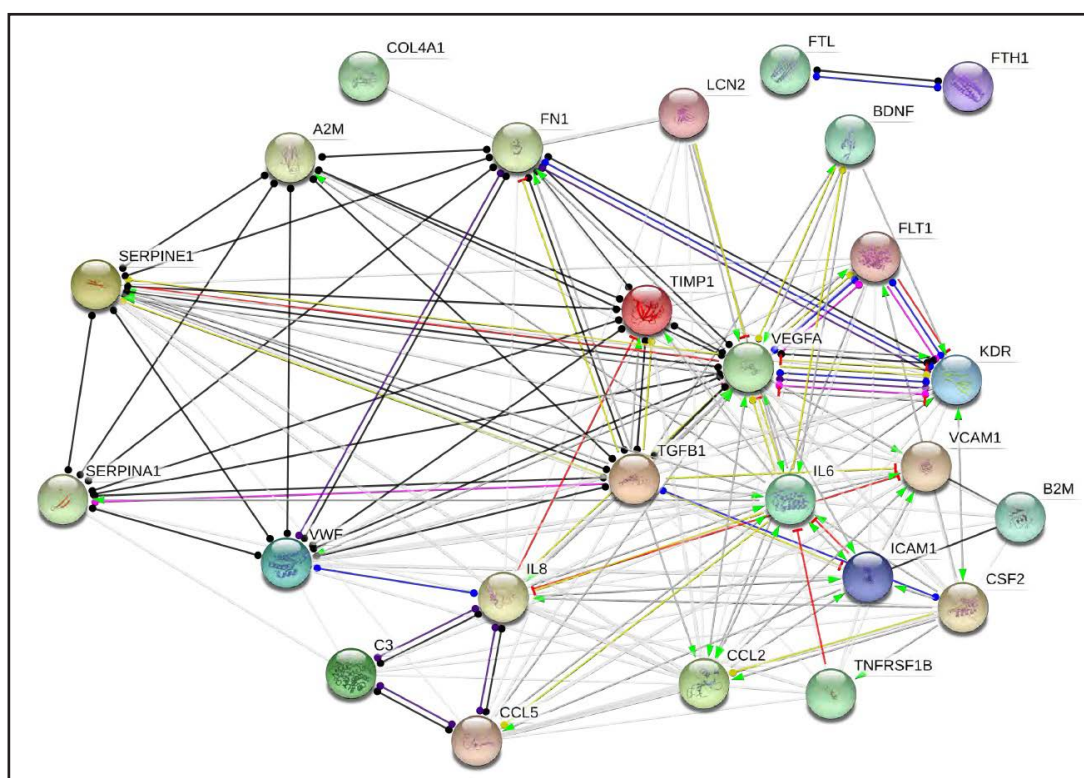 COL4A1
FTL
FTH1
LCN2
BDNF
FN1
A2M
FLT1
SERPINE1
TIMP1
VEGFA
KDR
VCAM1
SERPINA1
TGFB1
IL6
B2M
VWF
IL8
ICAM1
CSF2
C3
CCL2
TNFRSF1B
CCL5